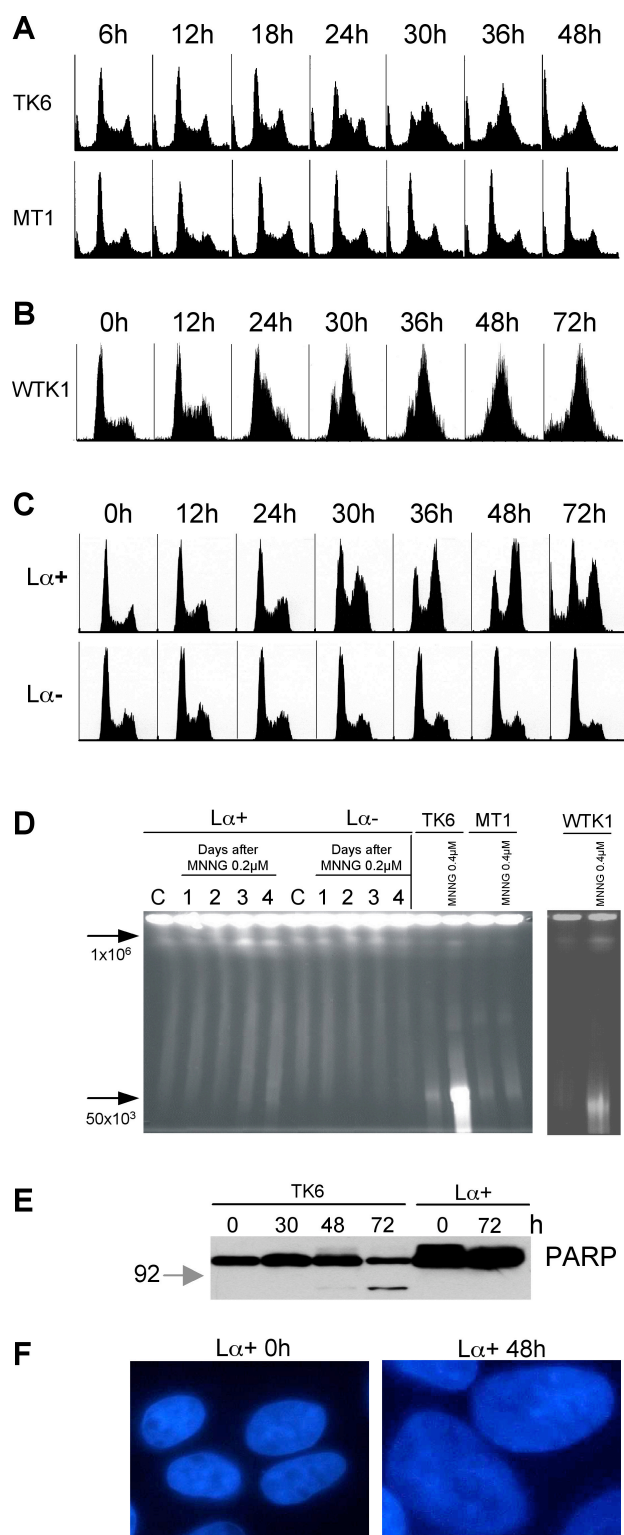 A
6h 12h 18h 24h 30h 36h 48h
TK6
MT1
B
0h 12h 24h 30h 36h 48h 72h
WTK1
C
0h 12h 24h 30h 36h 48h 72h
Lα+
Lα-
D
Lα+ Lα- TK6 MT1 WTK1
Days after MNNG 0.2µM Days after MNNG 0.2µM
MNNG 0.4µM MNNG 0.4µM MNNG 0.4µM
C 1 2 3 4 C 1 2 3 4
1x10⁶
50x10³
E
TK6 Lα+
0 30 48 72 0 72 h
PARP
92
F
Lα+ 0h Lα+ 48h